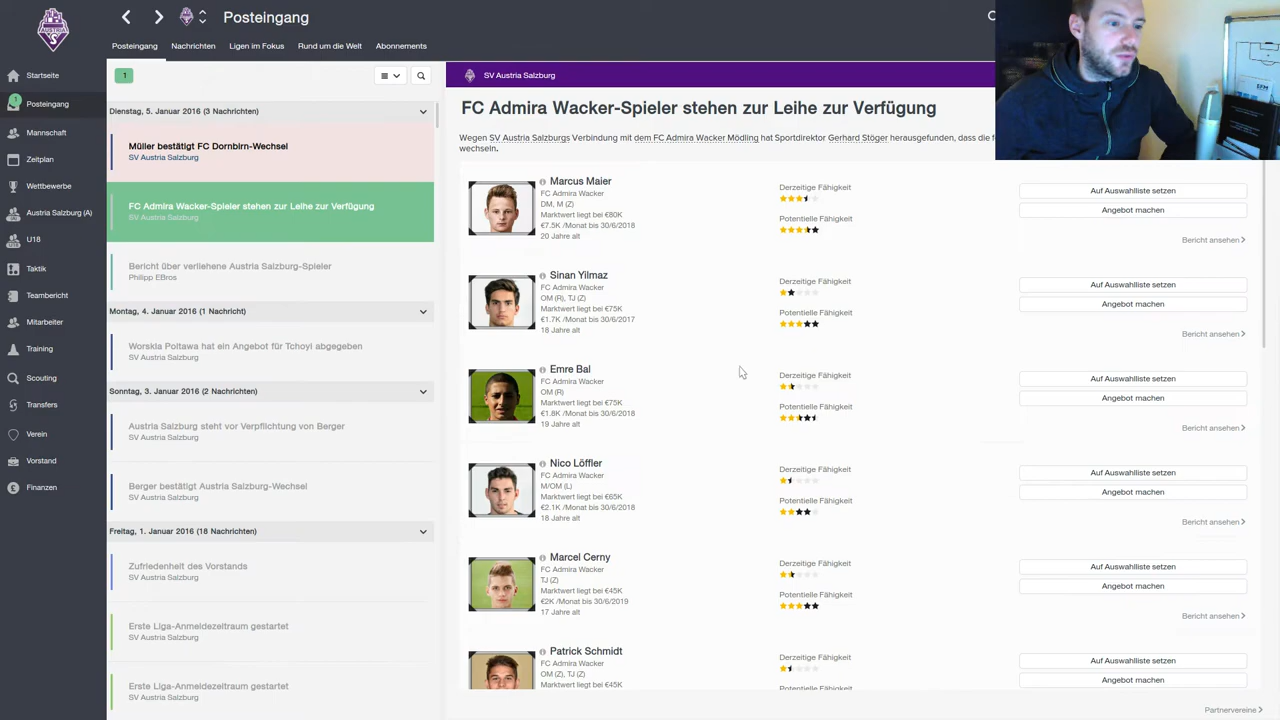 AUSTRIA
S
Posteingang
Posteingang
Nachrichten
Ligen im Fokus
Rund um die Welt
Abonnements
Startseite
Posteingang
Mannschaft
Zeitplan
Wettbewerbe
Austria Salzburg (A)
U18
Taktik
Teambericht
Mitarbeiter
Training
Scouting
Transfers
Verein
Vorstand
Finanzen
1
Dienstag, 5. Januar 2016 (3 Nachrichten)
Müller bestätigt FC Dornbirn-Wechsel
SV Austria Salzburg
FC Admira Wacker-Spieler stehen zur Leihe zur Verfügung
SV Austria Salzburg
Bericht über verliehene Austria Salzburg-Spieler
Philipp EBros
Montag, 4. Januar 2016 (1 Nachricht)
Worskla Poltawa hat ein Angebot für Tchoyi abgegeben
SV Austria Salzburg
Sonntag, 3. Januar 2016 (2 Nachrichten)
Austria Salzburg steht vor Verpflichtung von Berger
SV Austria Salzburg
Berger bestätigt Austria Salzburg-Wechsel
SV Austria Salzburg
Freitag, 1. Januar 2016 (18 Nachrichten)
Zufriedenheit des Vorstands
SV Austria Salzburg
Erste Liga-Anmeldezeitraum gestartet
SV Austria Salzburg
Erste Liga-Anmeldezeitraum gestartet
SV Austria Salzburg
SV Austria Salzburg
FC Admira Wacker-Spieler stehen zur Leihe zur Verfügung
Wegen SV Austria Salzburgs Verbindung mit dem FC Admira Wacker Mödling hat Sportdirektor Gerhard Stöger herausgefunden, dass die f
wechseln.
Marcus Maier
FC Admira Wacker
DM, M (Z)
Marktwert liegt bei €80K
€7.5K /Monat bis 30/6/2018
20 Jahre alt
Derzeitige Fähigkeit
Potentielle Fähigkeit
Auf Auswahlliste setzen
Angebot machen
Bericht ansehen
Sinan Yilmaz
FC Admira Wacker
OM (R), TJ (Z)
Marktwert liegt bei €75K
€1.7K /Monat bis 30/6/2017
18 Jahre alt
Derzeitige Fähigkeit
Potentielle Fähigkeit
Auf Auswahlliste setzen
Angebot machen
Bericht ansehen
Emre Bal
FC Admira Wacker
OM (R)
Marktwert liegt bei €75K
€1.8K /Monat bis 30/6/2018
19 Jahre alt
Derzeitige Fähigkeit
Potentielle Fähigkeit
Auf Auswahlliste setzen
Angebot machen
Bericht ansehen
Nico Löffler
FC Admira Wacker
M/OM (L)
Marktwert liegt bei €65K
€2.1K /Monat bis 30/6/2018
18 Jahre alt
Derzeitige Fähigkeit
Potentielle Fähigkeit
Auf Auswahlliste setzen
Angebot machen
Bericht ansehen
Marcel Cerny
FC Admira Wacker
TJ (Z)
Marktwert liegt bei €45K
€2K /Monat bis 30/6/2019
17 Jahre alt
Derzeitige Fähigkeit
Potentielle Fähigkeit
Auf Auswahlliste setzen
Angebot machen
Bericht ansehen
Patrick Schmidt
FC Admira Wacker
OM (Z), TJ (Z)
Marktwert liegt bei €45K
Derzeitige Fähigkeit
Potentielle Fähigkeit
Auf Auswahlliste setzen
Angebot machen
Partnervereine